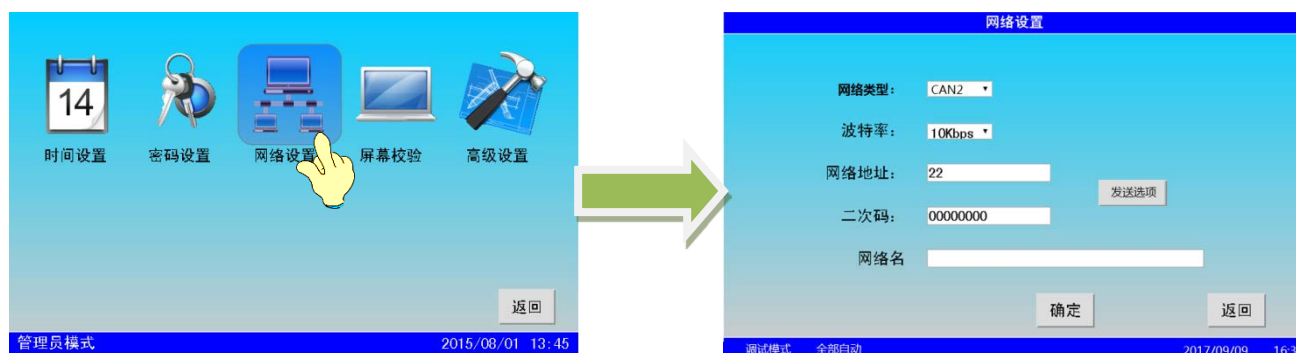 14
时间设置 密码设置 网络设置 屏幕校验 高级设置
返回
管理员模式 2015/08/01 13:45
网络设置
网络类型: CAN2
波特率: 10Kbps
网络地址: 22
发送选项
二次码: 00000000
网络名
确定 返回
调试模式 全部自动 2017/09/09 16:3